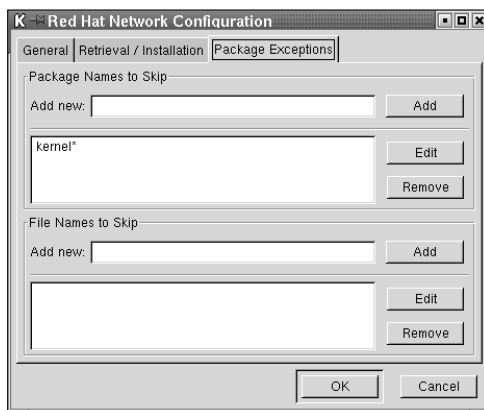 Red Hat Network Configuration
General Retrieval / Installation Package Exceptions
Package Names to Skip
Add new: Add
kernel*
Edit
Remove
File Names to Skip
Add new: Add
Edit
Remove
OK Cancel